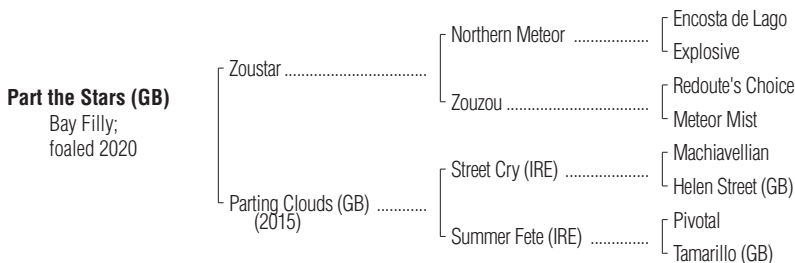 Part the Stars (GB)
Bay Filly;
foaled 2020
Zoustar ..................................
Parting Clouds (GB) ............
(2015)
Northern Meteor ..................
Zouzou ...........................
Street Cry (IRE) ....................
Summer Fete (IRE) ..............
Encosta de Lago
Explosive
Redoute's Choice
Meteor Mist
Machiavellian
Helen Street (GB)
Pivotal
Tamarillo (GB)